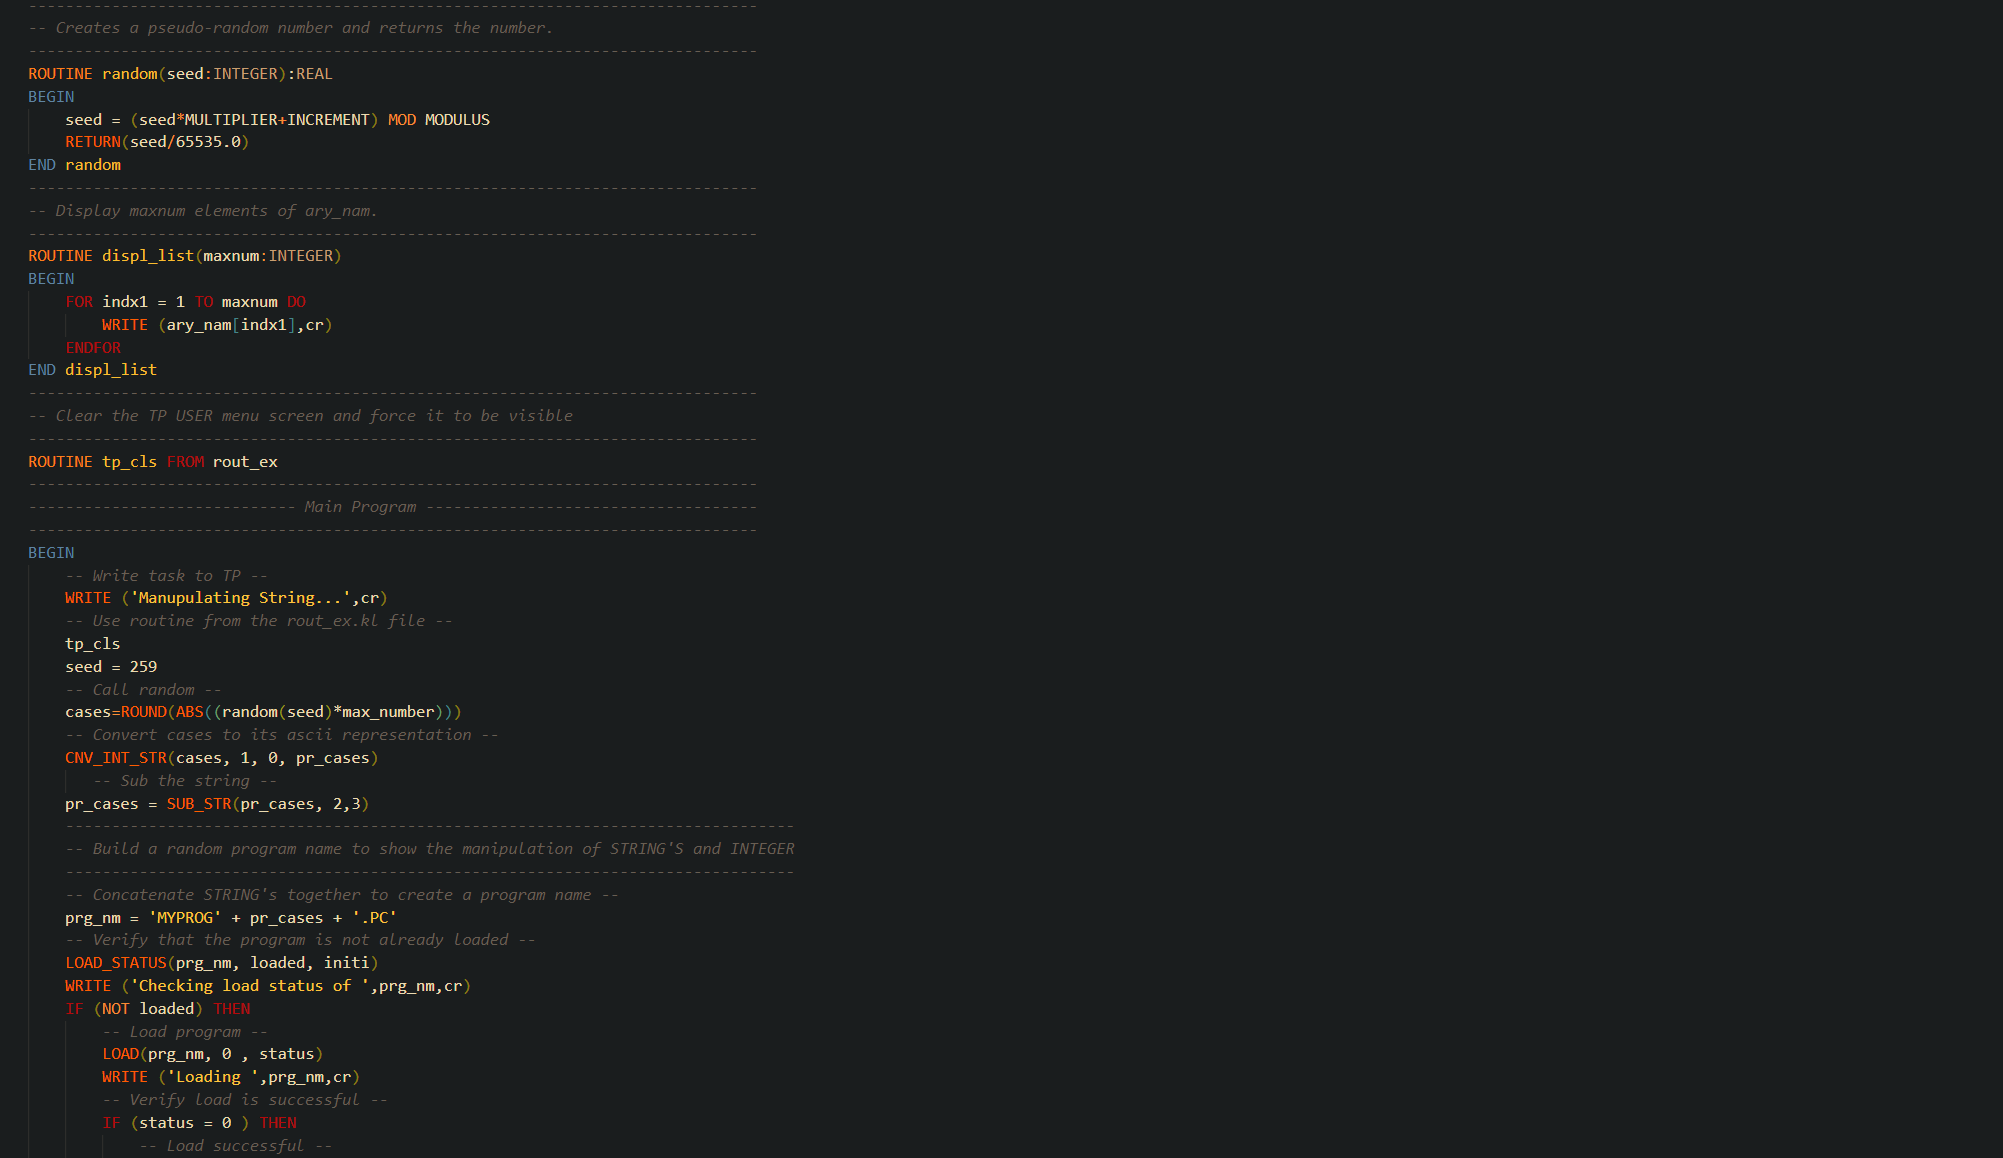 -------------------------------------------------------------------------------
-- Creates a pseudo-random number and returns the number.
-------------------------------------------------------------------------------
ROUTINE random(seed:INTEGER):REAL
BEGIN
    seed = (seed*MULTIPLIER+INCREMENT) MOD MODULUS
    RETURN(seed/65535.0)
END random
-------------------------------------------------------------------------------
-- Display maxnum elements of ary_nam.
-------------------------------------------------------------------------------
ROUTINE displ_list(maxnum:INTEGER)
BEGIN
    FOR indx1 = 1 TO maxnum DO
        WRITE (ary_nam[indx1],cr)
    ENDFOR
END displ_list
-------------------------------------------------------------------------------
-- Clear the TP USER menu screen and force it to be visible
-------------------------------------------------------------------------------
ROUTINE tp_cls FROM rout_ex
-------------------------------------------------------------------------------
----------------------------- Main Program ------------------------------------
-------------------------------------------------------------------------------
BEGIN
    -- Write task to TP --
    WRITE ('Manupulating String...',cr)
    -- Use routine from the rout_ex.kl file --
    tp_cls
    seed = 259
    -- Call random --
    cases=ROUND(ABS((random(seed)*max_number)))
    -- Convert cases to its ascii representation --
    CNV_INT_STR(cases, 1, 0, pr_cases)
       -- Sub the string --
    pr_cases = SUB_STR(pr_cases, 2,3)
    -------------------------------------------------------------------------------
    -- Build a random program name to show the manipulation of STRING'S and INTEGER
    -------------------------------------------------------------------------------
    -- Concatenate STRING's together to create a program name --
    prg_nm = 'MYPROG' + pr_cases + '.PC'
    -- Verify that the program is not already loaded --
    LOAD_STATUS(prg_nm, loaded, initi)
    WRITE ('Checking load status of ',prg_nm,cr)
    IF (NOT loaded) THEN
        -- Load program --
        LOAD(prg_nm, 0 , status)
        WRITE ('Loading ',prg_nm,cr)
        -- Verify load is successful --
        IF (status = 0 ) THEN
            -- Load successful --